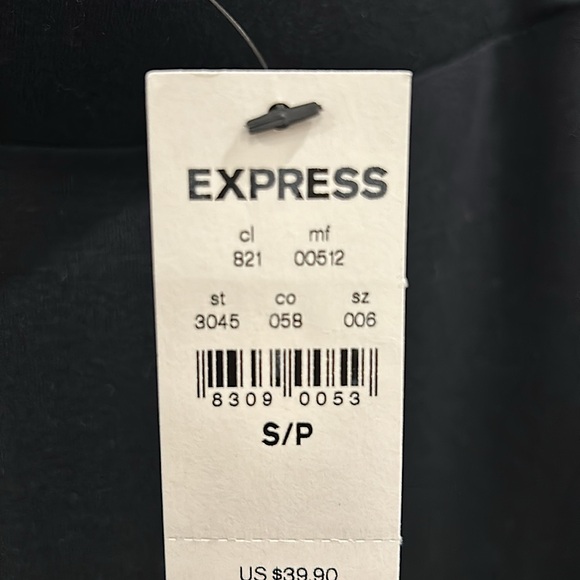 EXPRESS
cl mf
821 00512
st co sz
3045 058 006
8309 0053
S/P
US $39.90